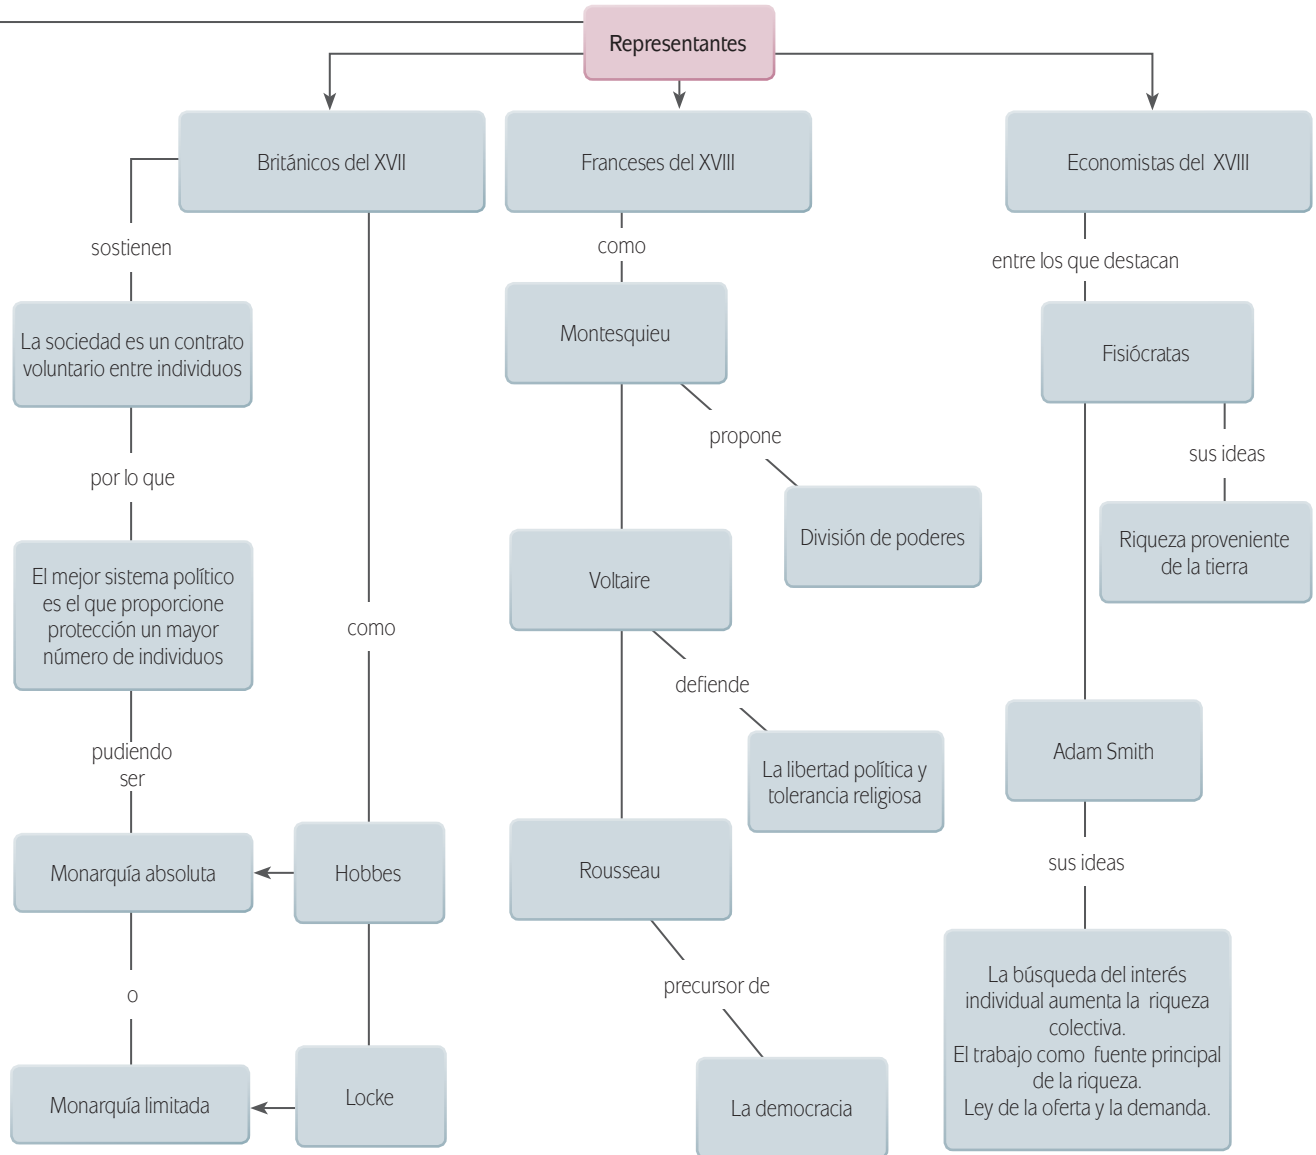 Representantes
Británicos del XVII
sostienen
La sociedad es un contrato
voluntario entre individuos
por lo que
El mejor sistema político
es el que proporcione
protección un mayor
número de individuos
pudiendo
ser
Monarquía absoluta
o
Monarquía limitada
como
Hobbes
Locke
Franceses del XVIII
como
Montesquieu
propone
División de poderes
Voltaire
defiende
La libertad política y
tolerancia religiosa
Rousseau
precursor de
La democracia
Economistas del XVIII
entre los que destacan
Fisiócratas
sus ideas
Riqueza proveniente
de la tierra
Adam Smith
sus ideas
La búsqueda del interés
individual aumenta la riqueza
colectiva.
El trabajo como fuente principal
de la riqueza.
Ley de la oferta y la demanda.